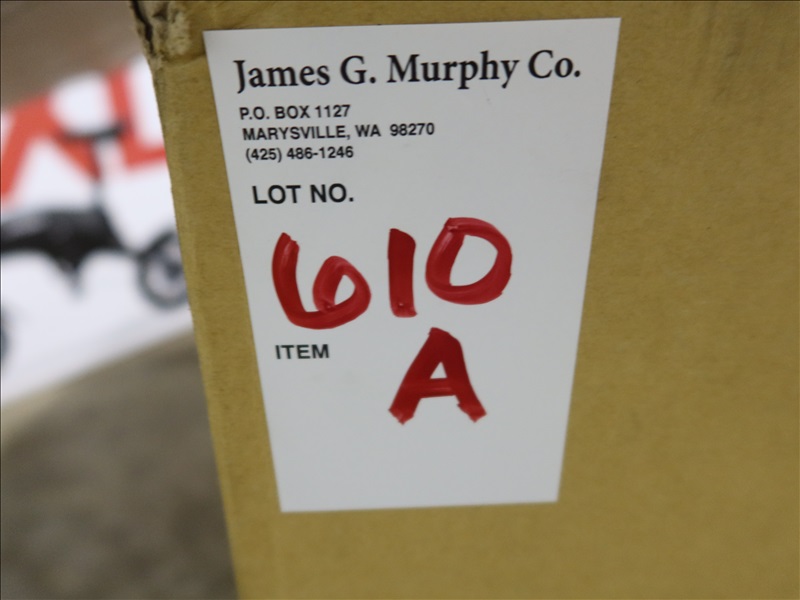 James G. Murphy Co.
P.O. BOX 1127
MARYSVILLE, WA 98270
(425) 486-1246
LOT NO.
610
ITEM
A